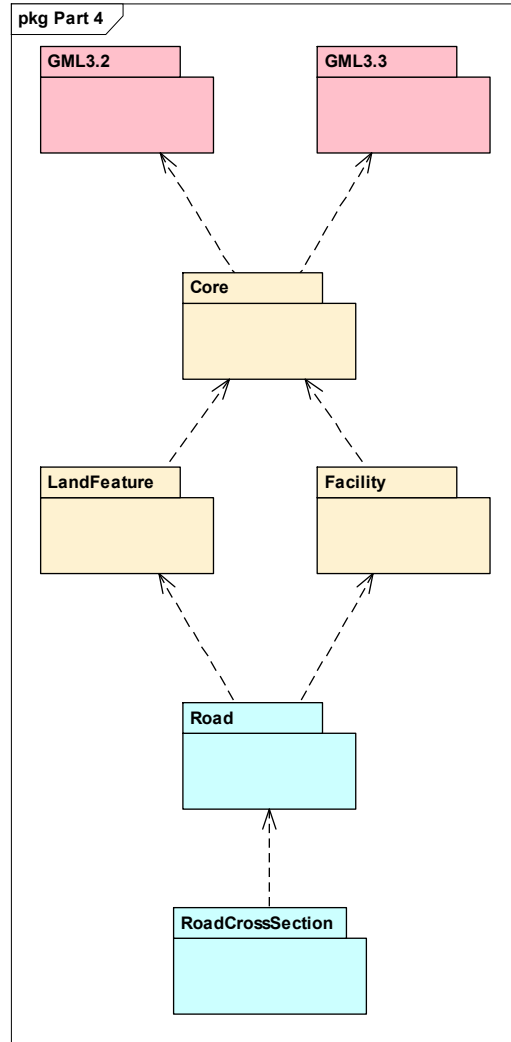 pkg Part 4
GML3.2
GML3.3
Core
LandFeature
Facility
Road
RoadCrossSection